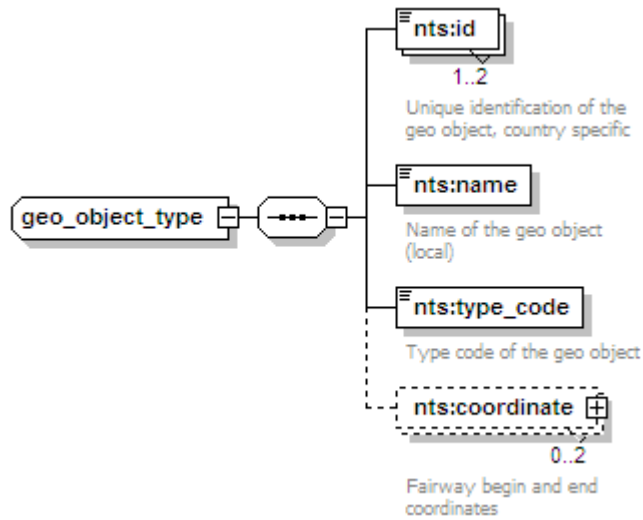 nts:id
1..2
Unique identification of the
geo object, country specific
geo_object_type
nts:name
Name of the geo object
(local)
nts:type_code
Type code of the geo object
nts:coordinate
0..2
Fairway begin and end
coordinates